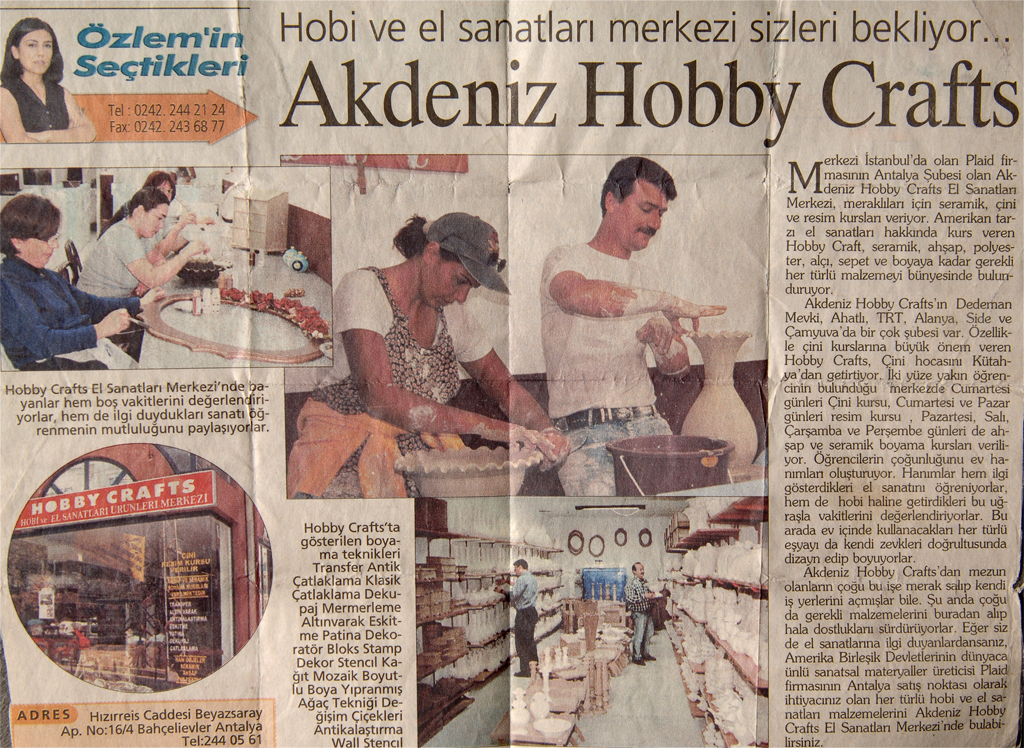 Özlem'in
Seçtikleri
Tel : 0242. 244 21 24
Fax: 0242. 243 68 77
Hobi ve el sanatları merkezi sizleri bekliyor...
Akdeniz Hobby Crafts
Hobby Crafts El Sanatları Merkezi'nde ba-
yanlar hem boş vakitlerini değerlendiri-
yorlar, hem de ilgi duydukları sanatı öğ-
renmenin mutluluğunu paylaşıyorlar.
HOBBY CRAFTS
HOBİ ve EL SANATLARI ÜRÜNLERİ MERKEZİ
ÇİNİ
RESİM KURSU
VERİLİR
TRANSFER
ÇATLAKLAMA
ADRES
Hızırreis Caddesi Beyazsaray
Ap. No:16/4 Bahçelievler Antalya
Tel:244 05 61
Hobby Crafts'ta
gösterilen boya-
ma teknikleri
Transfer Antik
Çatlaklama Klasik
Çatlaklama Deku-
paj Mermerleme
Altınvarak Eskit-
me Patina Deko-
ratör Bloks Stamp
Dekor Stencıl Ka-
ğıt Mozaik Boyut-
lu Boya Yıpranmış
Ağaç Tekniği De-
ğişim Çiçekleri
Antikalaştırma
Wall Stencıl
Merkezi İstanbul'da olan Plaid fir-
masının Antalya Şubesi olan Ak-
deniz Hobby Crafts El Sanatları
Merkezi, meraklıları için seramik, çini
ve resim kursları veriyor. Amerikan tar-
zı el sanatları hakkında kurs veren
Hobby Craft, seramik, ahşap, polyes-
ter, alçı, sepet ve boyaya kadar gerekli
her türlü malzemeyi bünyesinde bulun-
duruyor.
Akdeniz Hobby Crafts'ın Dedeman
Mevki, Ahatlı, TRT, Alanya, Side ve
Çamyuva'da bir çok şubesi var. Özellik-
le çini kurslarına büyük önem veren
Hobby Crafts, Çini hocasını Kütah-
ya'dan getirtiyor. İki yüze yakın öğren-
cinin bulunduğu merkezde Cumartesi
günleri Çini kursu, Cumartesi ve Pazar
günleri resim kursu , Pazartesi, Salı,
Çarşamba ve Perşembe günleri de ah-
şap ve seramik boyama kursları verili-
yor. Öğrencilerin çoğunluğunu ev ha-
nımları oluşturuyor. Hanımlar hem ilgi
gösterdikleri el sanatını öğreniyorlar,
hem de hobi haline getirdikleri bu uğ-
raşla vakitlerini değerlendiriyorlar. Bu
arada ev içinde kullanacakları her türlü
eşyayı da kendi zevkleri doğrultusunda
dizayn edip boyuyorlar.
Akdeniz Hobby Crafts'dan mezun
olanların çoğu bu işe merak salıp kendi
iş yerlerini açmışlar bile. Şu anda çoğu
da gerekli malzemelerini buradan alıp
hala dostlukları sürdürüyorlar. Eğer siz
de el sanatlarına ilgi duyanlardansanız,
Amerika Birleşik Devletlerinin dünyaca
ünlü sanatsal materyaller üreticisi Plaid
firmasının Antalya satış noktası olarak
ihtiyacınız olan her türlü hobi ve el sa-
natları malzemelerini Akdeniz Hobby
Crafts El Sanatları Merkezi'nde bulabi-
lirsiniz.